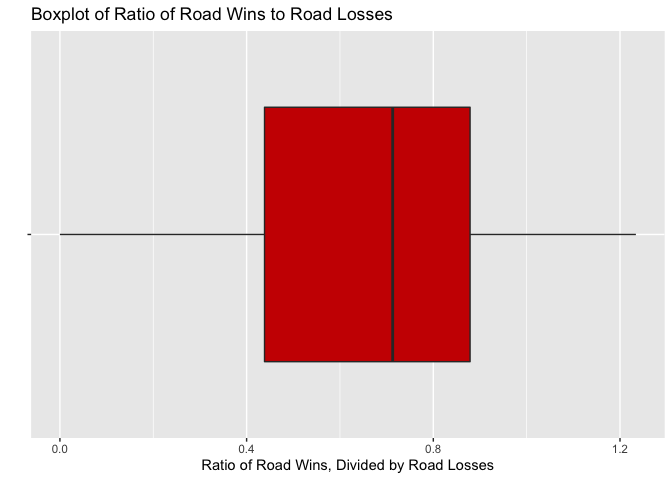 Boxplot of Ratio of Road Wins to Road Losses
0.0 0.4 0.8 1.2
Ratio of Road Wins, Divided by Road Losses